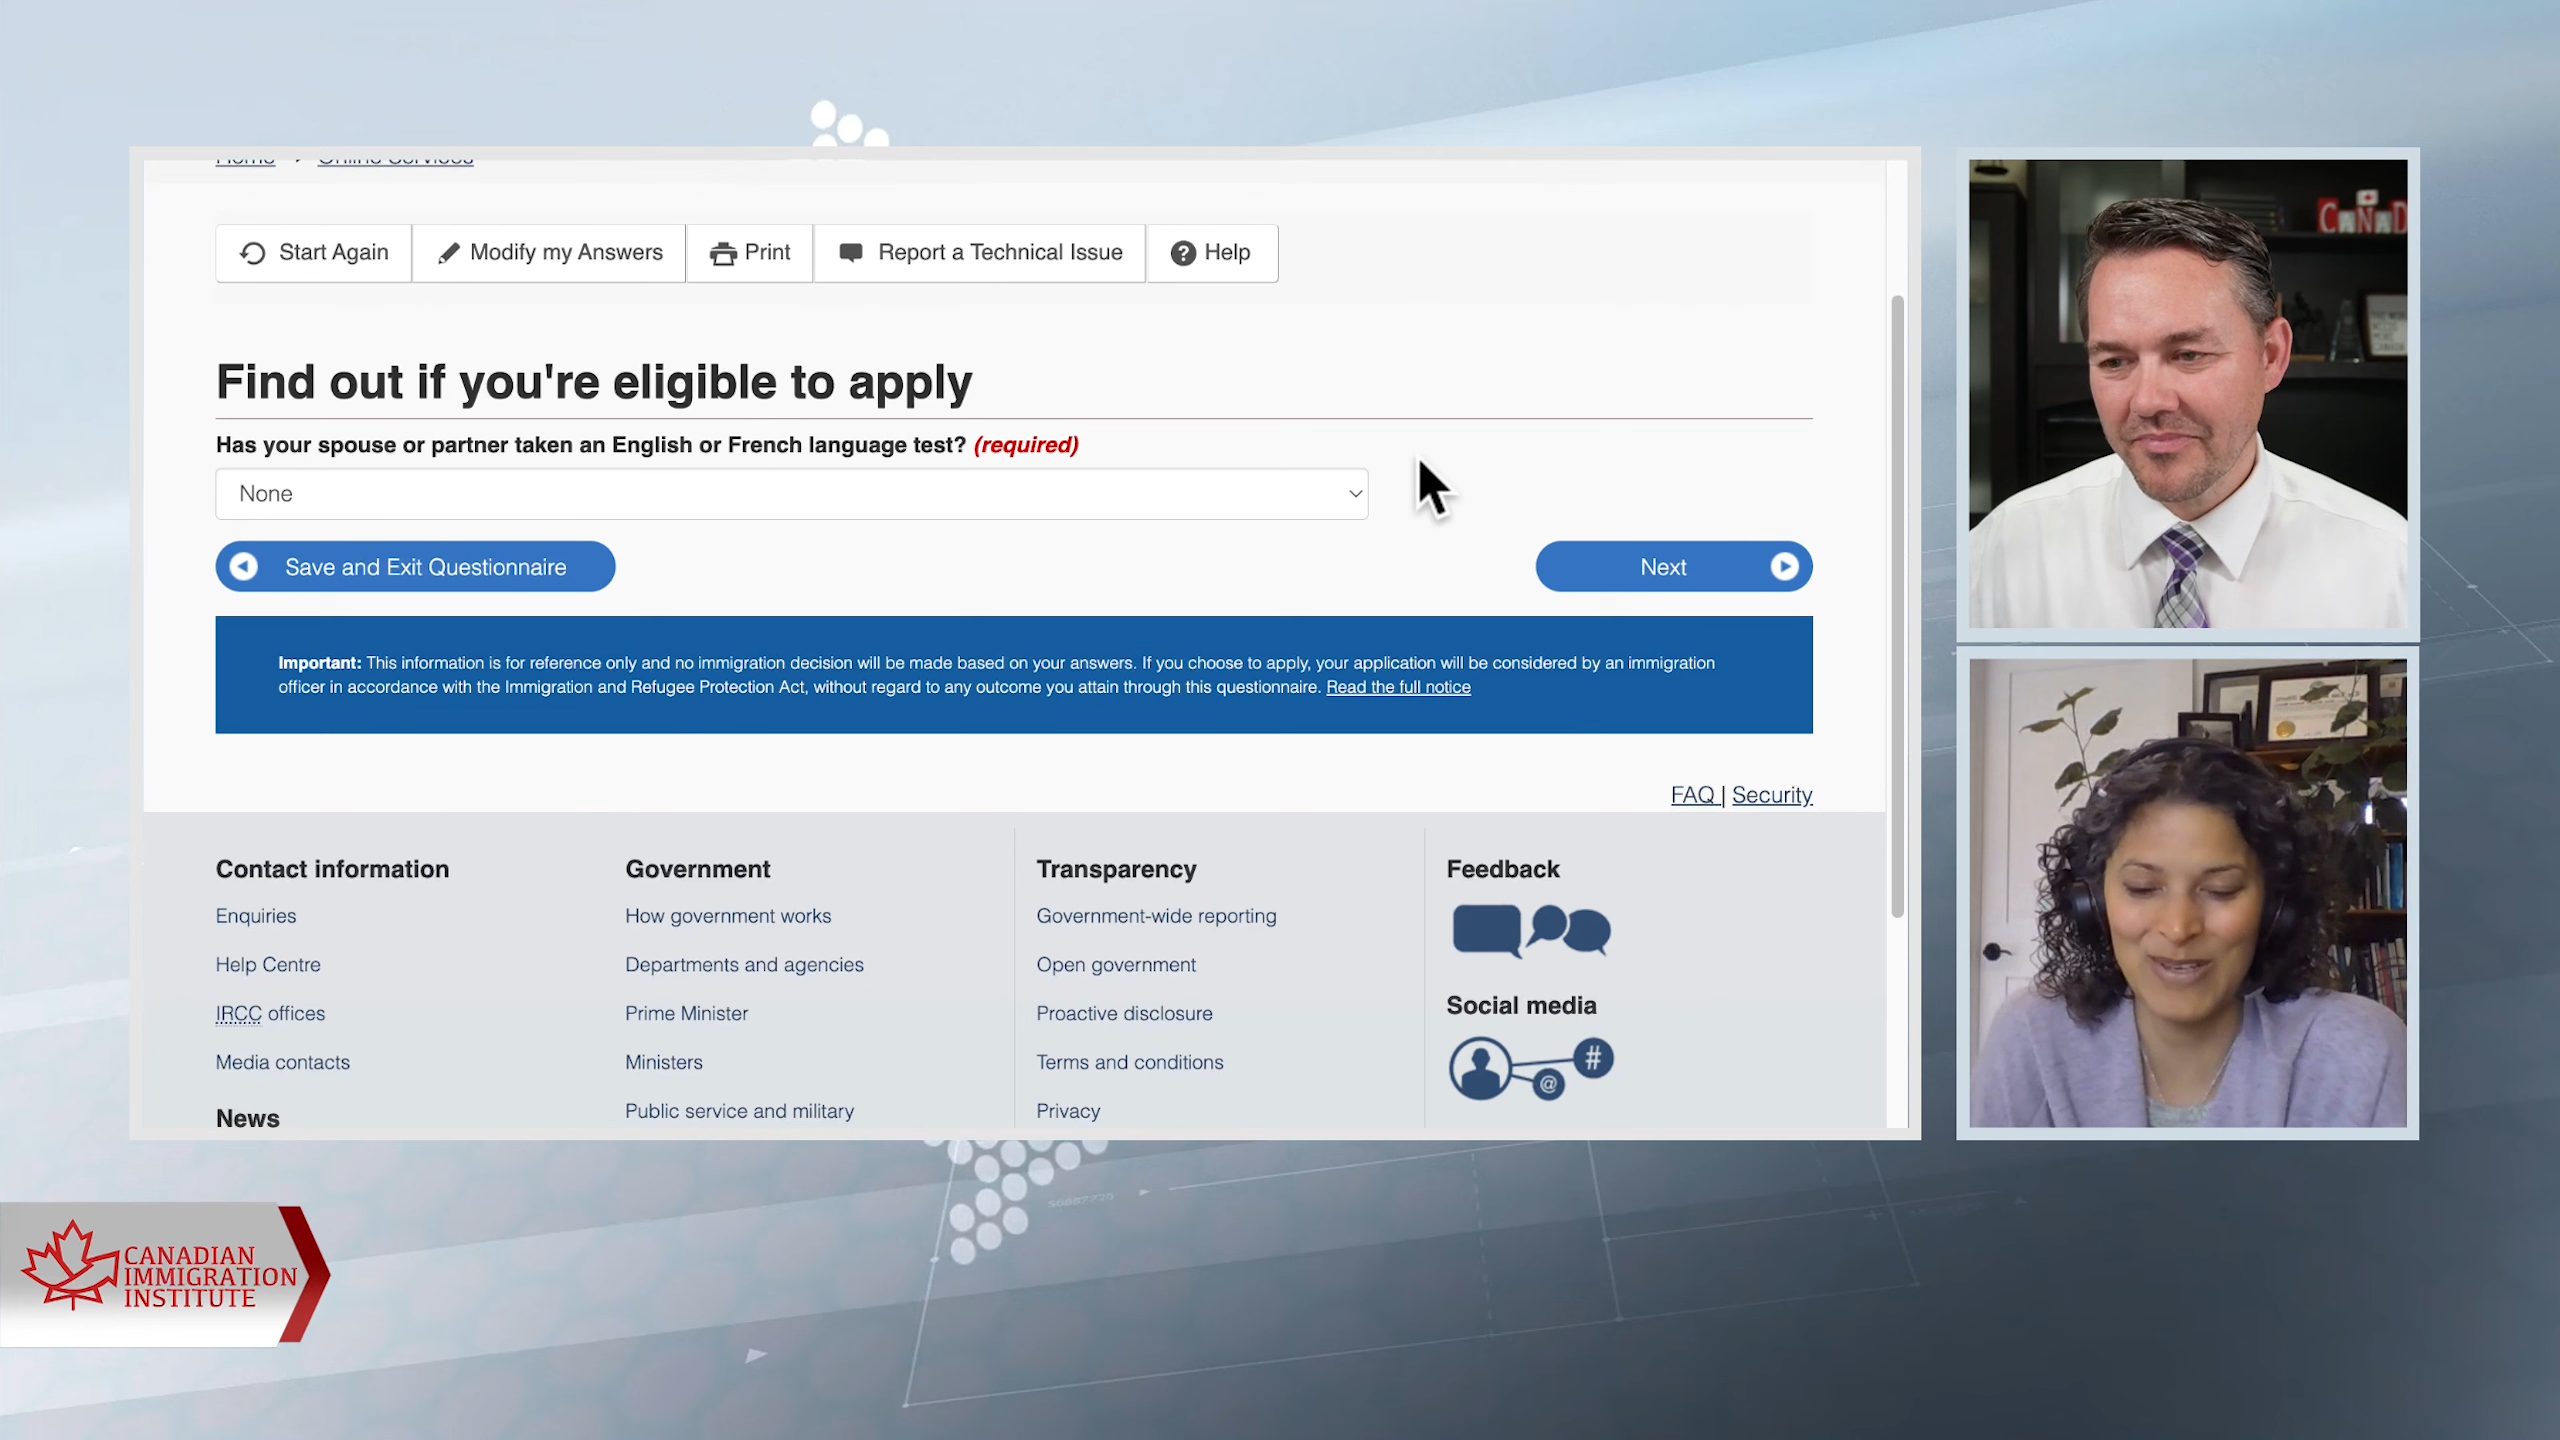 Home > Online Services
Start Again
Modify my Answers
Print
Report a Technical Issue
Help
Find out if you're eligible to apply
Has your spouse or partner taken an English or French language test? (required)
None
Save and Exit Questionnaire
Next
Important: This information is for reference only and no immigration decision will be made based on your answers. If you choose to apply, your application will be considered by an immigration
officer in accordance with the Immigration and Refugee Protection Act, without regard to any outcome you attain through this questionnaire. Read the full notice
FAQ | Security
Contact information
Enquiries
Help Centre
IRCC offices
Media contacts
News
Government
How government works
Departments and agencies
Prime Minister
Ministers
Public service and military
Transparency
Government-wide reporting
Open government
Proactive disclosure
Terms and conditions
Privacy
Feedback
Social media
#
@
CANAD
CANADIAN
IMMIGRATION
INSTITUTE